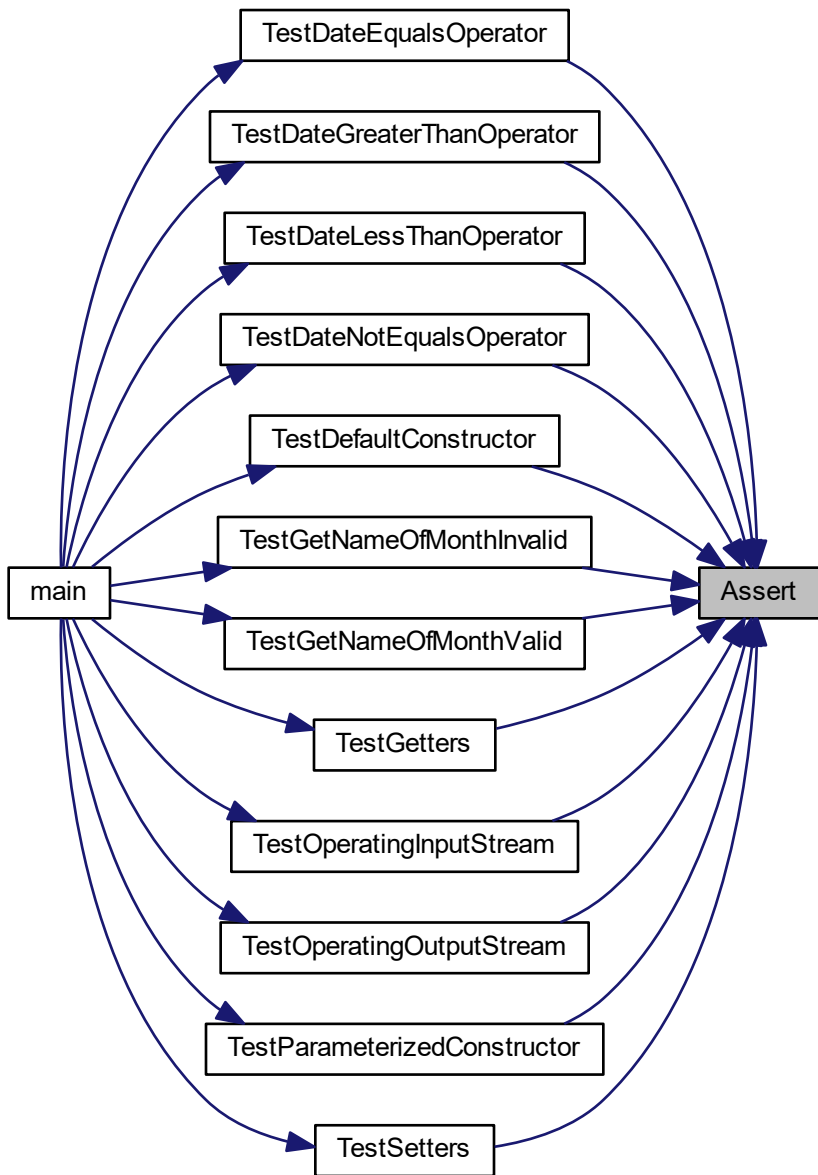 TestDateEqualsOperator
TestDateGreaterThanOperator
TestDateLessThanOperator
TestDateNotEqualsOperator
TestDefaultConstructor
TestGetNameOfMonthInvalid
main
Assert
TestGetNameOfMonthValid
TestGetters
TestOperatingInputStream
TestOperatingOutputStream
TestParameterizedConstructor
TestSetters